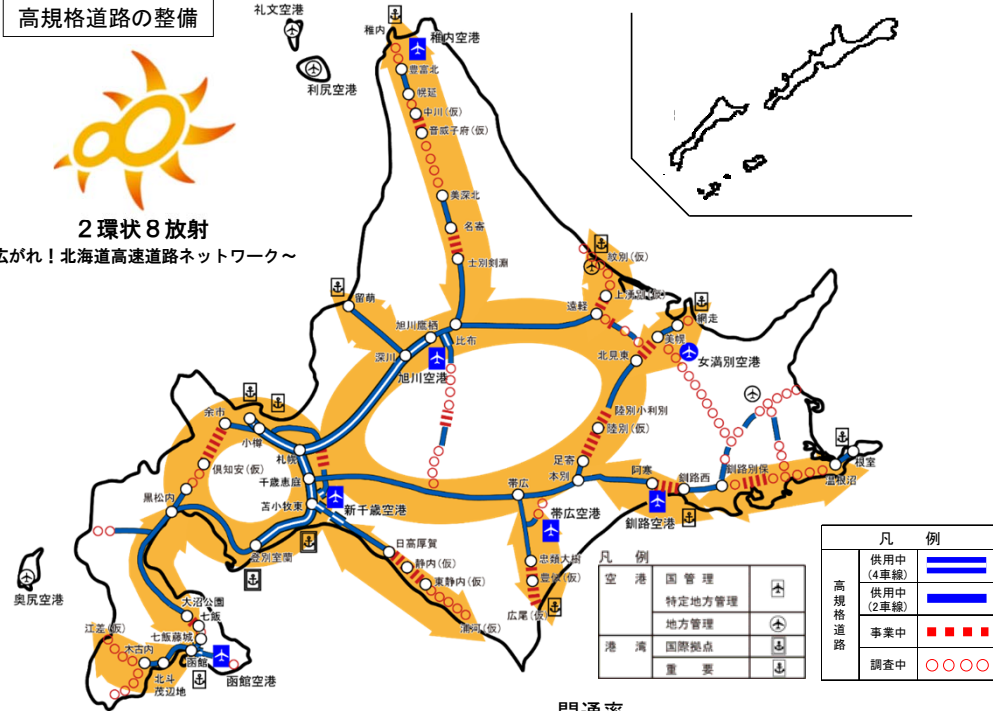 高規格道路の整備
2環状8放射
広がれ!北海道高速道路ネットワーク～
礼文空港
利尻空港
稚内
稚内空港
豊富北
幌延
中川(仮)
音威子府(仮)
美深北
名寄
士別剣淵
留萌
旭川鷹栖
比布
深川
旭川空港
紋別(仮)
上湧別(仮)
遠軽
網走
美幌
女満別空港
北見東
陸別小利別
陸別(仮)
足寄
本別
阿寒
釧路西
釧路別保
釧路空港
根室
温根沼
余市
小樽
札幌
倶知安(仮)
千歳恵庭
苫小牧東
新千歳空港
黒松内
登別室蘭
帯広
帯広空港
忠類大樹
豊似(仮)
広尾(仮)
日高厚賀
静内(仮)
東静内(仮)
浦河(仮)
奥尻空港
大沼公園
七飯
七飯藤城
江差(仮)
木古内
函館
函館空港
北斗
茂辺地
凡 例
空 港
国 管 理
特定地方管理
地方管理
港 湾
国際拠点
重 要
凡 例
高規格道路
供用中
(4車線)
供用中
(2車線)
事業中
調査中